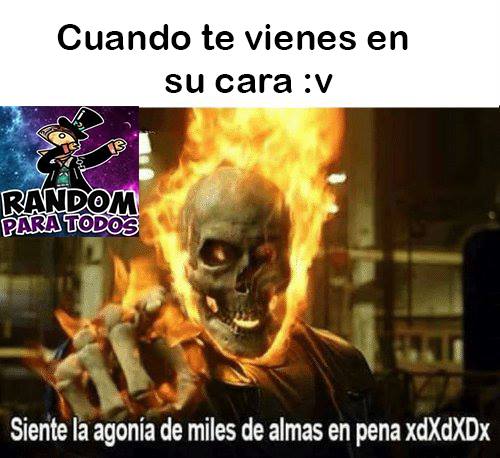 Cuando te vienes en
su cara :v
RANDOM
PARA TODOS
Siente la agonía de miles de almas en pena xdXdXDx